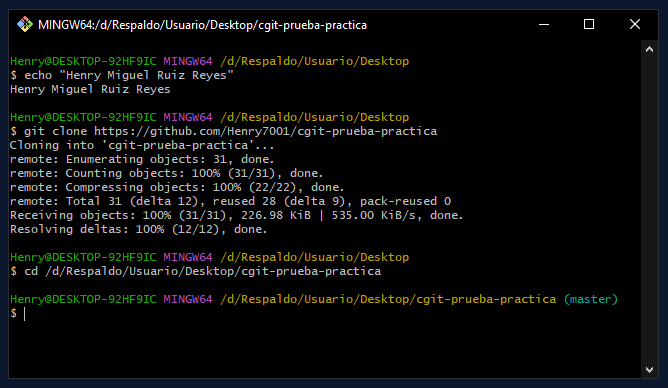 MINGW64:/d/Respaldo/Usuario/Desktop/cgit-prueba-practica
Henry@DESKTOP-92HF9IC MINGW64 /d/Respaldo/Usuario/Desktop
$ echo "Henry Miguel Ruiz Reyes"
Henry Miguel Ruiz Reyes
Henry@DESKTOP-92HF9IC MINGW64 /d/Respaldo/Usuario/Desktop
$ git clone https://github.com/Henry7001/cgit-prueba-practica
Cloning into 'cgit-prueba-practica'...
remote: Enumerating objects: 31, done.
remote: Counting objects: 100% (31/31), done.
remote: Compressing objects: 100% (22/22), done.
remote: Total 31 (delta 12), reused 28 (delta 9), pack-reused 0
Receiving objects: 100% (31/31), 226.98 KiB | 535.00 KiB/s, done.
Resolving deltas: 100% (12/12), done.
Henry@DESKTOP-92HF9IC MINGW64 /d/Respaldo/Usuario/Desktop
$ cd /d/Respaldo/Usuario/Desktop/cgit-prueba-practica
Henry@DESKTOP-92HF9IC MINGW64 /d/Respaldo/Usuario/Desktop/cgit-prueba-practica (master)
$